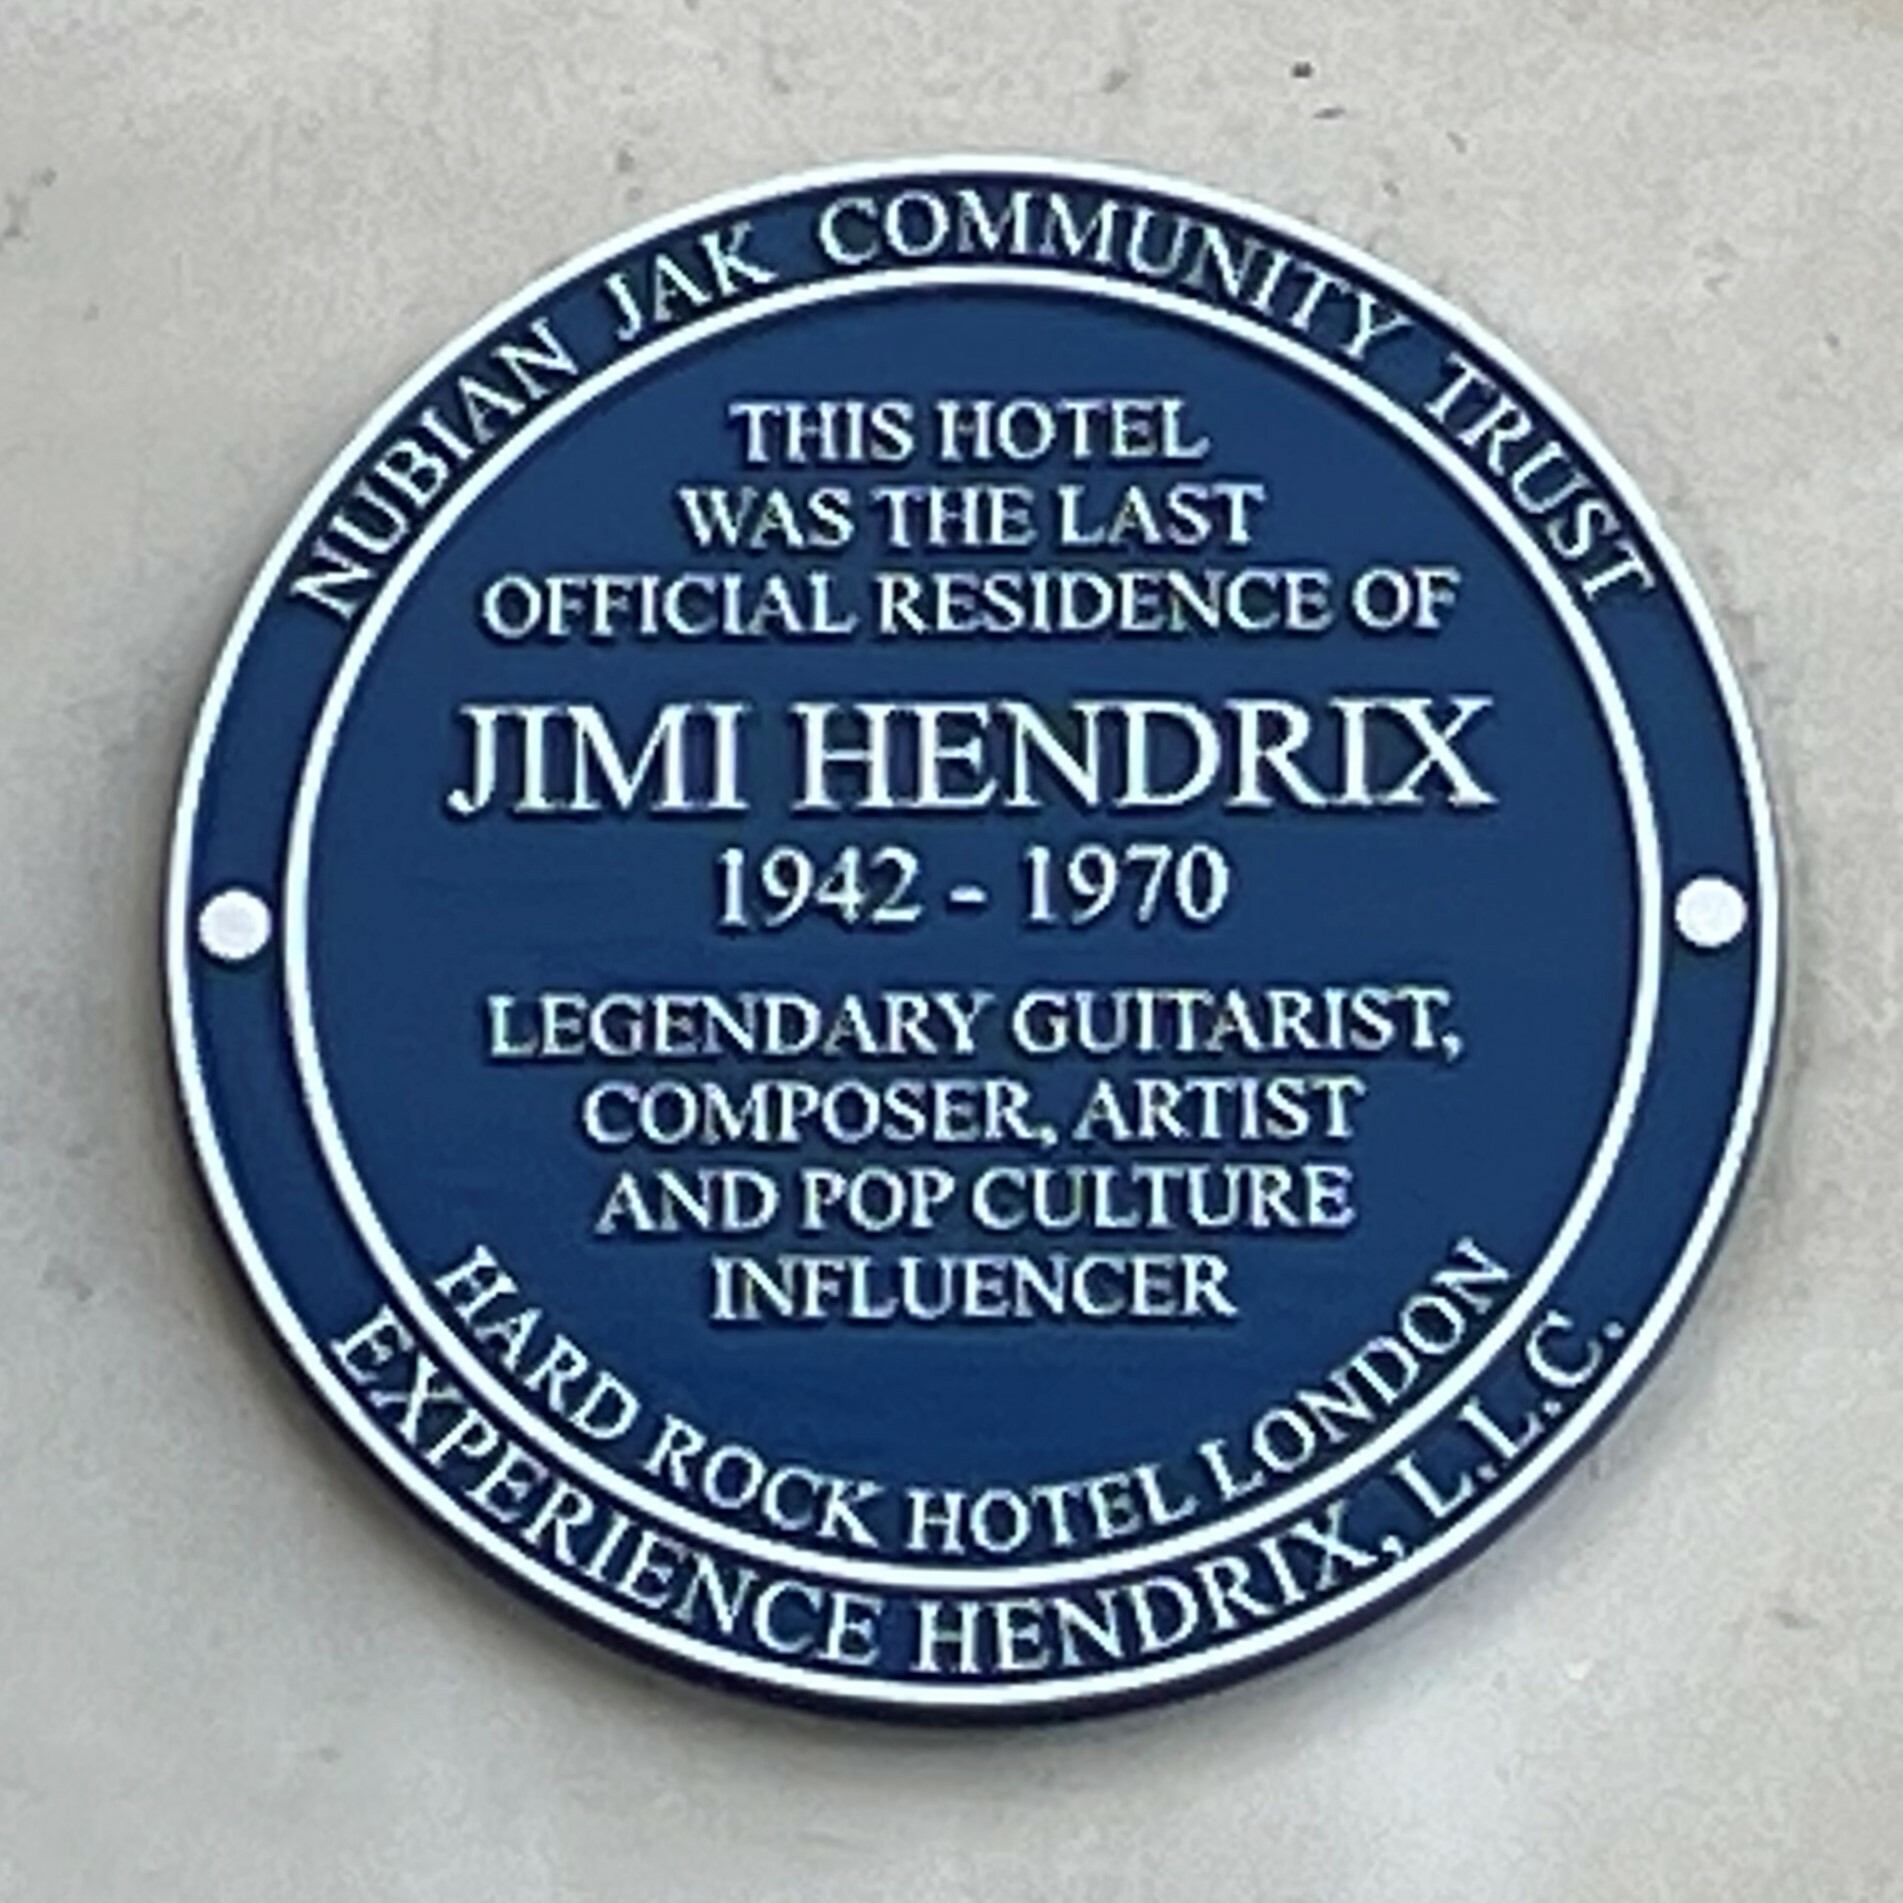 NUBIAN JAK COMMUNITY TRUST
THIS HOTEL
WAS THE LAST
OFFICIAL RESIDENCE OF
JIMI HENDRIX
1942 - 1970
LEGENDARY GUITARIST,
COMPOSER, ARTIST
AND POP CULTURE
INFLUENCER
HARD ROCK HOTEL LONDON
EXPERIENCE HENDRIX, L.L.C.